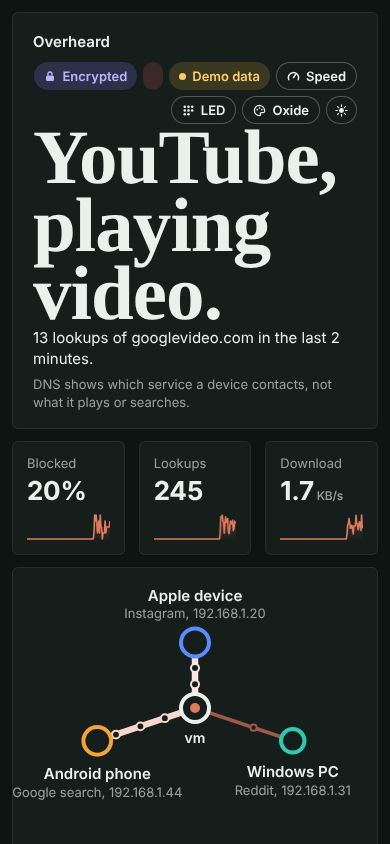 Overheard
Encrypted
Demo data
Speed
LED
Oxide
YouTube,
playing
video.
13 lookups of googlevideo.com in the last 2
minutes.
DNS shows which service a device contacts, not
what it plays or searches.
Blocked
20%
Lookups
245
Download
1.7 KB/s
Apple device
Instagram, 192.168.1.20
vm
Android phone
Google search, 192.168.1.44
Windows PC
Reddit, 192.168.1.31